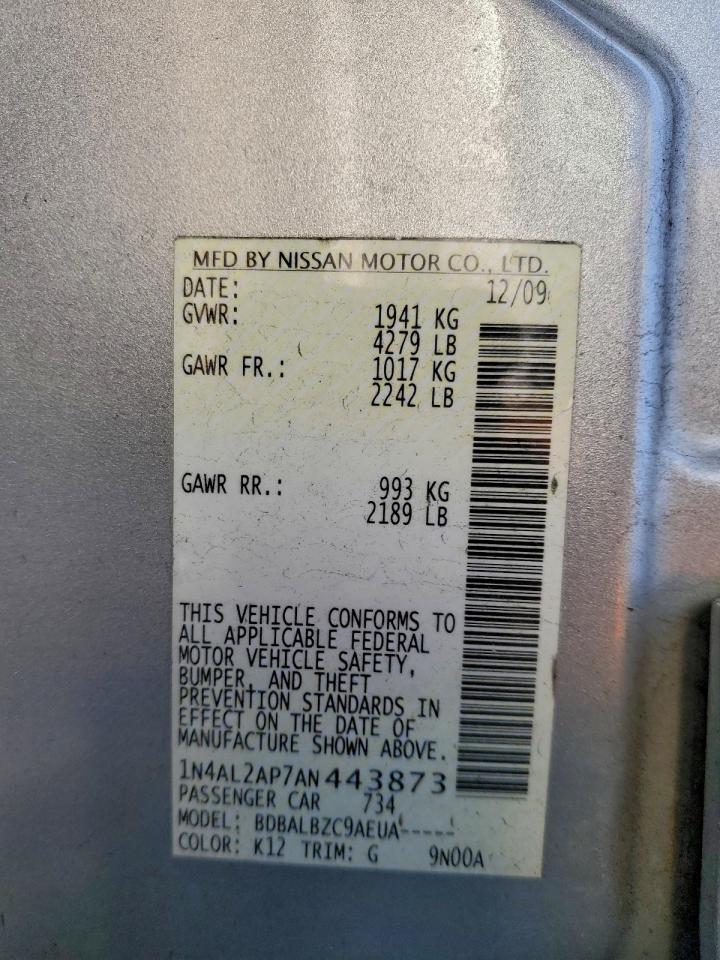 MFD BY NISSAN MOTOR CO., LTD.
DATE: 12/09
GVWR: 1941 KG
4279 LB
GAWR FR.: 1017 KG
2242 LB
GAWR RR.: 993 KG
2189 LB
THIS VEHICLE CONFORMS TO
ALL APPLICABLE FEDERAL
MOTOR VEHICLE SAFETY,
BUMPER, AND THEFT
PREVENTION STANDARDS IN
EFFECT ON THE DATE OF
MANUFACTURE SHOWN ABOVE.
1N4AL2AP7AN443873
PASSENGER CAR 734
MODEL: BDBALBZC9AEUA-----
COLOR: K12 TRIM: G 9N00A